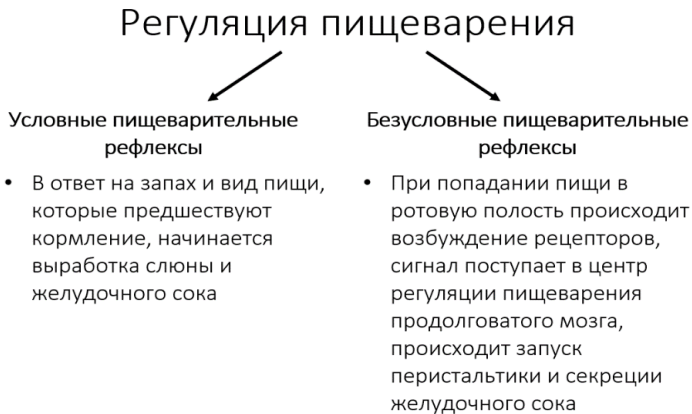 Регуляция пищеварения
Условные пищеварительные
рефлексы
• В ответ на запах и вид пищи,
которые предшествуют
кормление, начинается
выработка слюны и
желудочного сока
Безусловные пищеварительные
рефлексы
• При попадании пищи в
ротовую полость происходит
возбуждение рецепторов,
сигнал поступает в центр
регуляции пищеварения
продолговатого мозга,
происходит запуск
перистальтики и секреции
желудочного сока